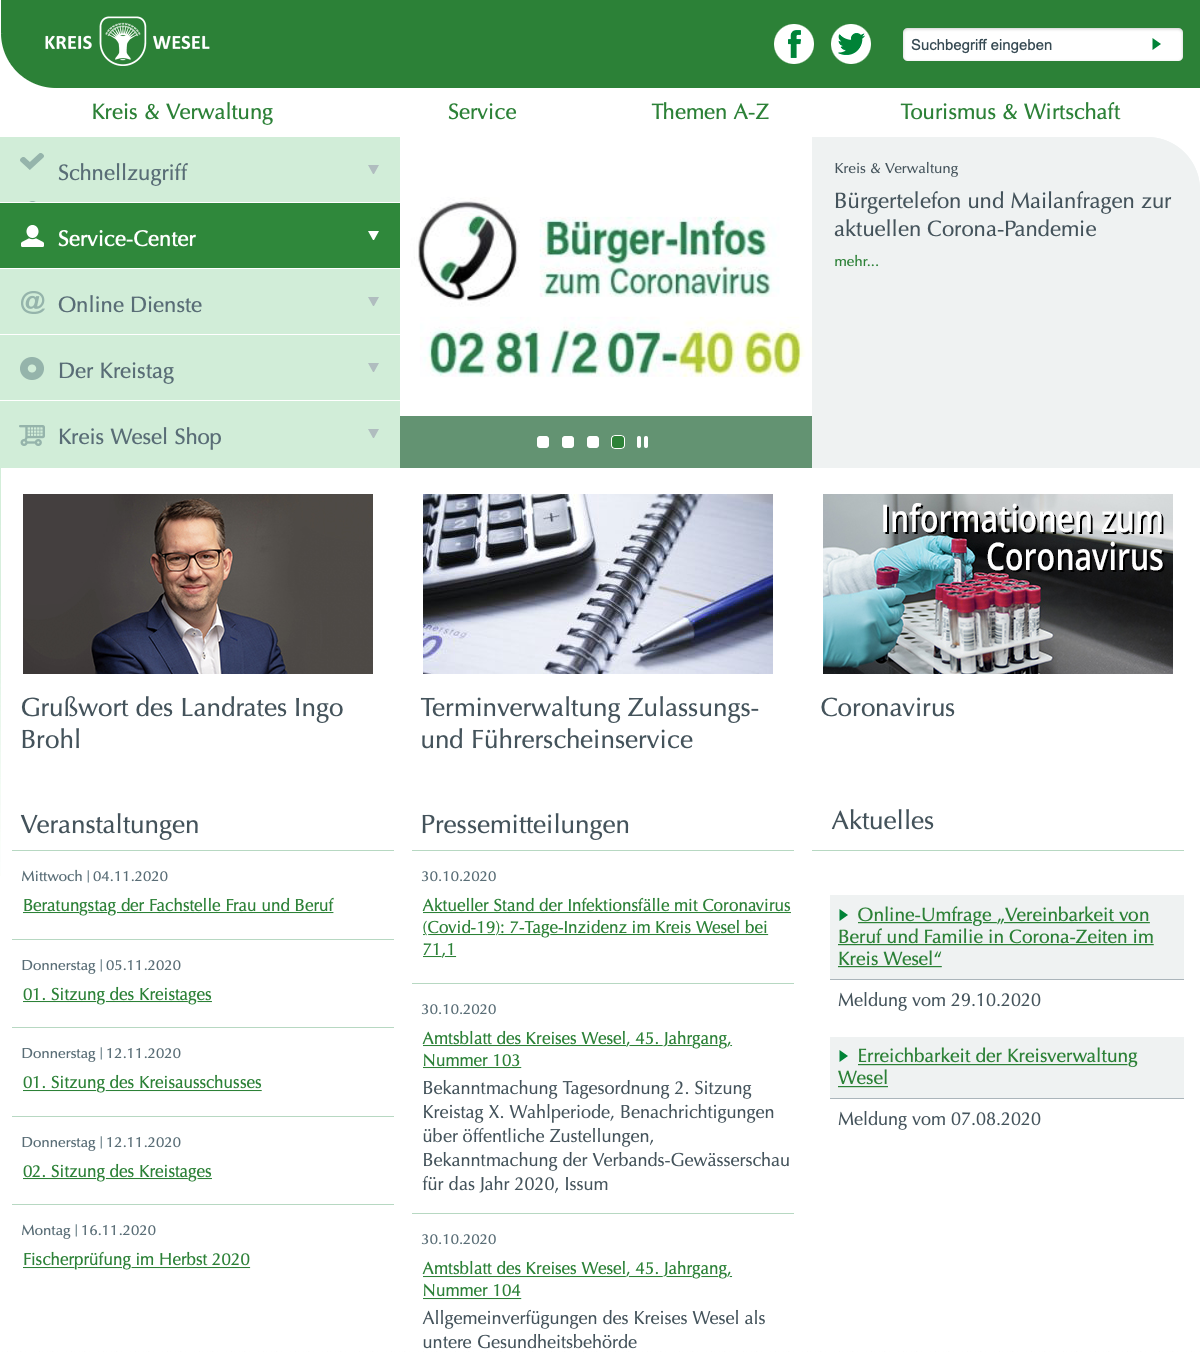 KREIS WESEL
Suchbegriff eingeben
Kreis & Verwaltung
Service
Themen A-Z
Tourismus & Wirtschaft
Schnellzugriff
Service-Center
Online Dienste
Der Kreistag
Kreis Wesel Shop
Bürger-Infos
zum Coronavirus
02 81 / 2 07-40 60
Kreis & Verwaltung
Bürgertelefon und Mailanfragen zur
aktuellen Corona-Pandemie
mehr...
Grußwort des Landrates Ingo
Brohl
Terminverwaltung Zulassungs-
und Führerscheinservice
Informationen zum
Coronavirus
Coronavirus
Veranstaltungen
Mittwoch | 04.11.2020
Beratungstag der Fachstelle Frau und Beruf
Donnerstag | 05.11.2020
01. Sitzung des Kreistages
Donnerstag | 12.11.2020
01. Sitzung des Kreisausschusses
Donnerstag | 12.11.2020
02. Sitzung des Kreistages
Montag | 16.11.2020
Fischerprüfung im Herbst 2020
Pressemitteilungen
30.10.2020
Aktueller Stand der Infektionsfälle mit Coronavirus
(Covid-19): 7-Tage-Inzidenz im Kreis Wesel bei
71,1
30.10.2020
Amtsblatt des Kreises Wesel, 45. Jahrgang,
Nummer 103
Bekanntmachung Tagesordnung 2. Sitzung
Kreistag X. Wahlperiode, Benachrichtigungen
über öffentliche Zustellungen,
Bekanntmachung der Verbands-Gewässerschau
für das Jahr 2020, Issum
30.10.2020
Amtsblatt des Kreises Wesel, 45. Jahrgang,
Nummer 104
Allgemeinverfügungen des Kreises Wesel als
untere Gesundheitsbehörde
Aktuelles
Online-Umfrage „Vereinbarkeit von
Beruf und Familie in Corona-Zeiten im
Kreis Wesel“
Meldung vom 29.10.2020
Erreichbarkeit der Kreisverwaltung
Wesel
Meldung vom 07.08.2020